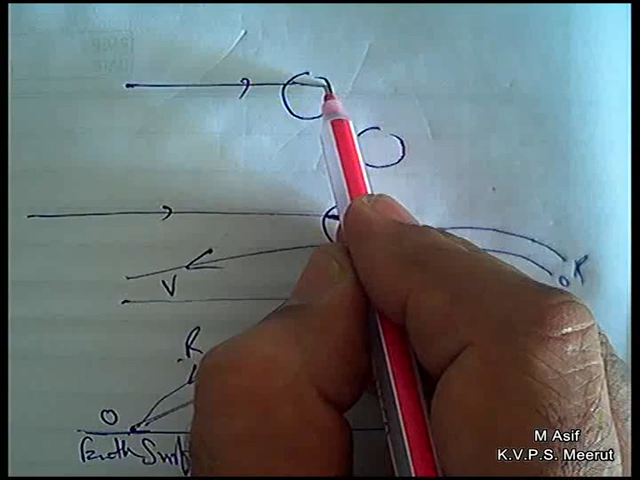 V
O K
R
O
Earth Surf
M Asif
K.V.P.S. Meerut